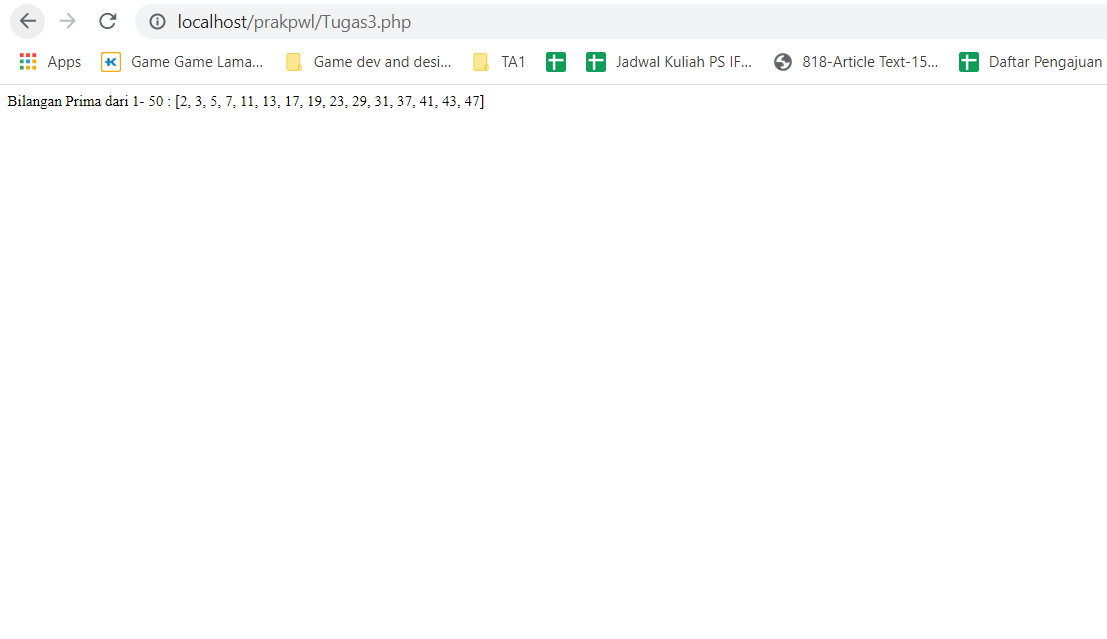 localhost/prakpwl/Tugas3.php
Apps Game Game Lama... Game dev and desi... TA1 Jadwal Kuliah PS IF... 818-Article Text-15... Daftar Pengajuan
Bilangan Prima dari 1- 50 : [2, 3, 5, 7, 11, 13, 17, 19, 23, 29, 31, 37, 41, 43, 47]